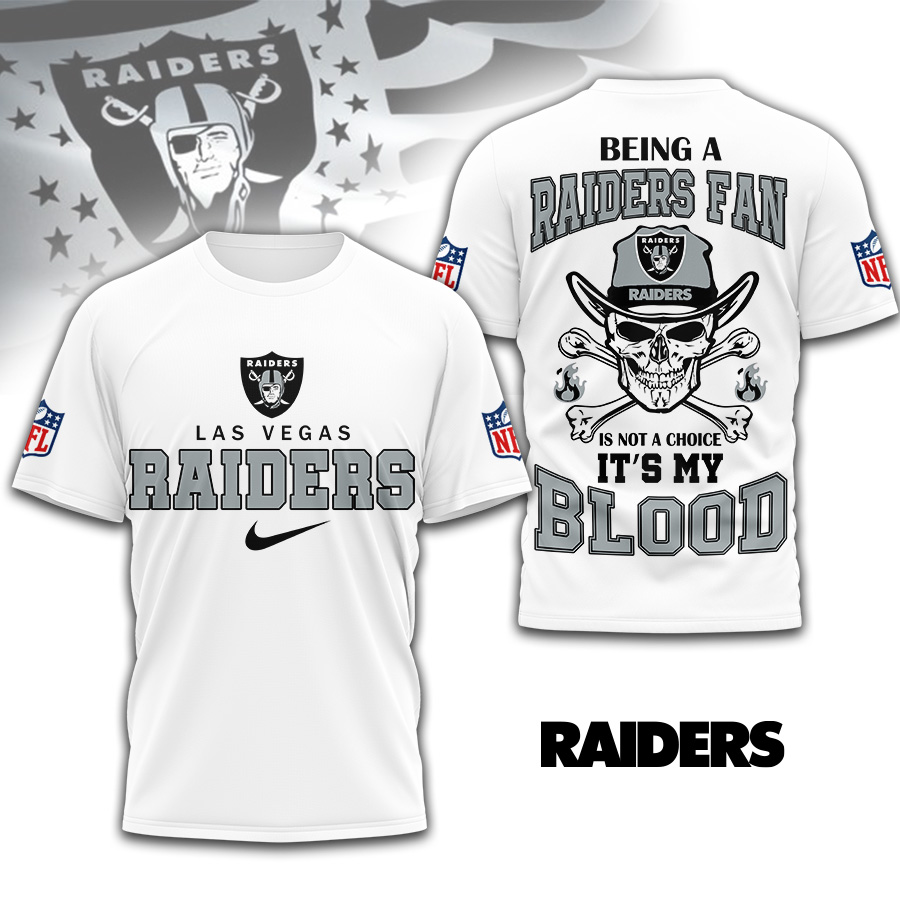 RAIDERS
RAIDERS
LAS VEGAS
RAIDERS
NFL
NFL
BEING A
RAIDERS FAN
RAIDERS
RAIDERS
IS NOT A CHOICE
IT'S MY
BLOOD
NFL
NFL
RAIDERS